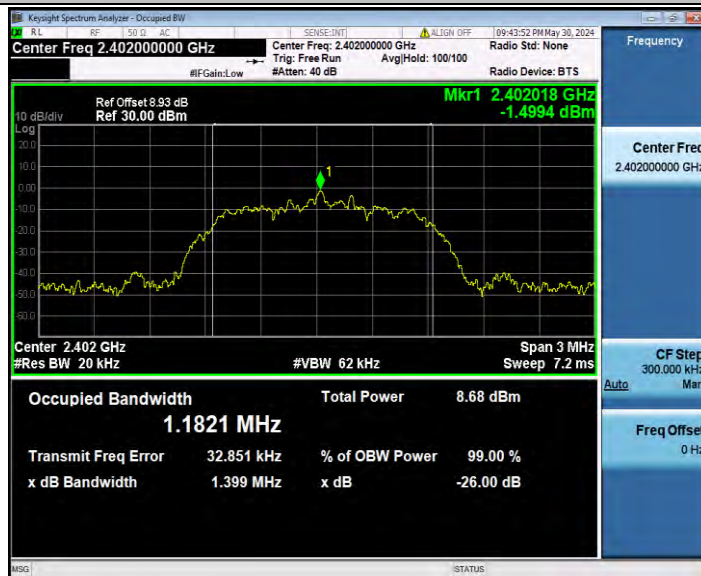 Keysight Spectrum Analyzer - Occupied BW
RL RF 50 Ω AC SENSE:INT ALIGN OFF 09:43:52 PM May 30, 2024
Center Freq 2.402000000 GHz
Center Freq: 2.402000000 GHz
Radio Std: None
Trig: Free Run Avg|Hold: 100/100
#IFGain:Low #Atten: 40 dB Radio Device: BTS
Frequency
Mkr1 2.402018 GHz
-1.4994 dBm
Ref Offset 8.93 dB
10 dB/div Ref 30.00 dBm
Log
20.0
10.0
0.00
-10.0
-20.0
-30.0
-40.0
-50.0
-60.0
1
Center 2.402 GHz Span 3 MHz
#Res BW 20 kHz #VBW 62 kHz Sweep 7.2 ms
Occupied Bandwidth Total Power 8.68 dBm
1.1821 MHz
Transmit Freq Error 32.851 kHz % of OBW Power 99.00 %
x dB Bandwidth 1.399 MHz x dB -26.00 dB
Center Freq
2.402000000 GHz
CF Step
300.000 kHz
Auto Man
Freq Offset
0 Hz
MSG STATUS